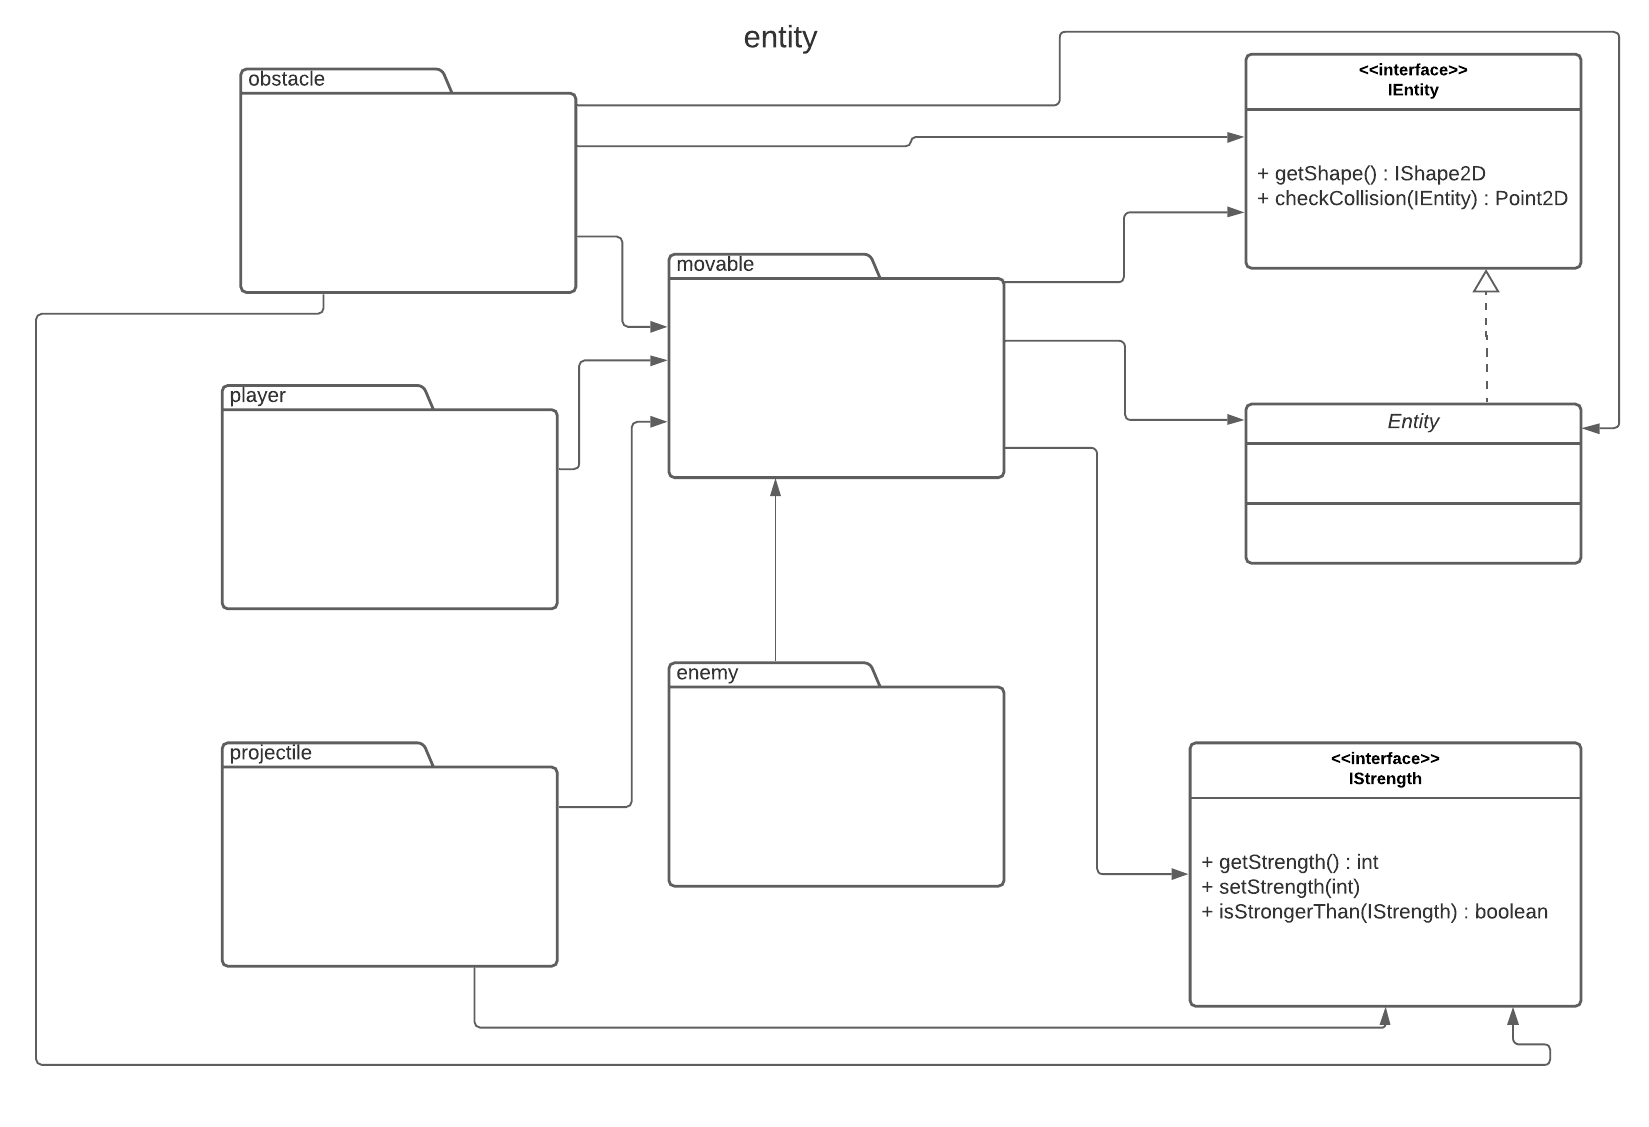 entity
obstacle
<<interface>>
IEntity
+ getShape() : IShape2D
+ checkCollision(IEntity) : Point2D
movable
player
Entity
enemy
projectile
<<interface>>
IStrength
+ getStrength() : int
+ setStrength(int)
+ isStrongerThan(IStrength) : boolean